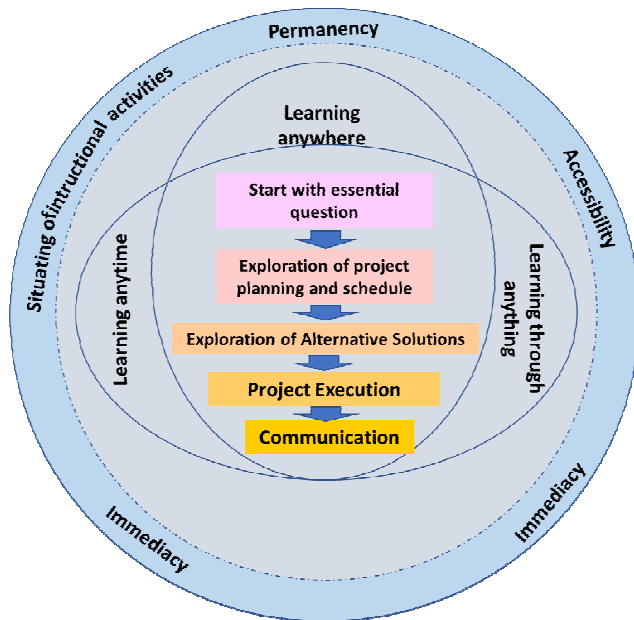 Permanency
Situating ofintructional activities
Accessibility
Learning
anywhere
Start with essential
question
Exploration of project
planning and schedule
Learning anytime
Learning through
anything
Exploration of Alternative Solutions
Project Execution
Communication
Immediacy
Immediacy